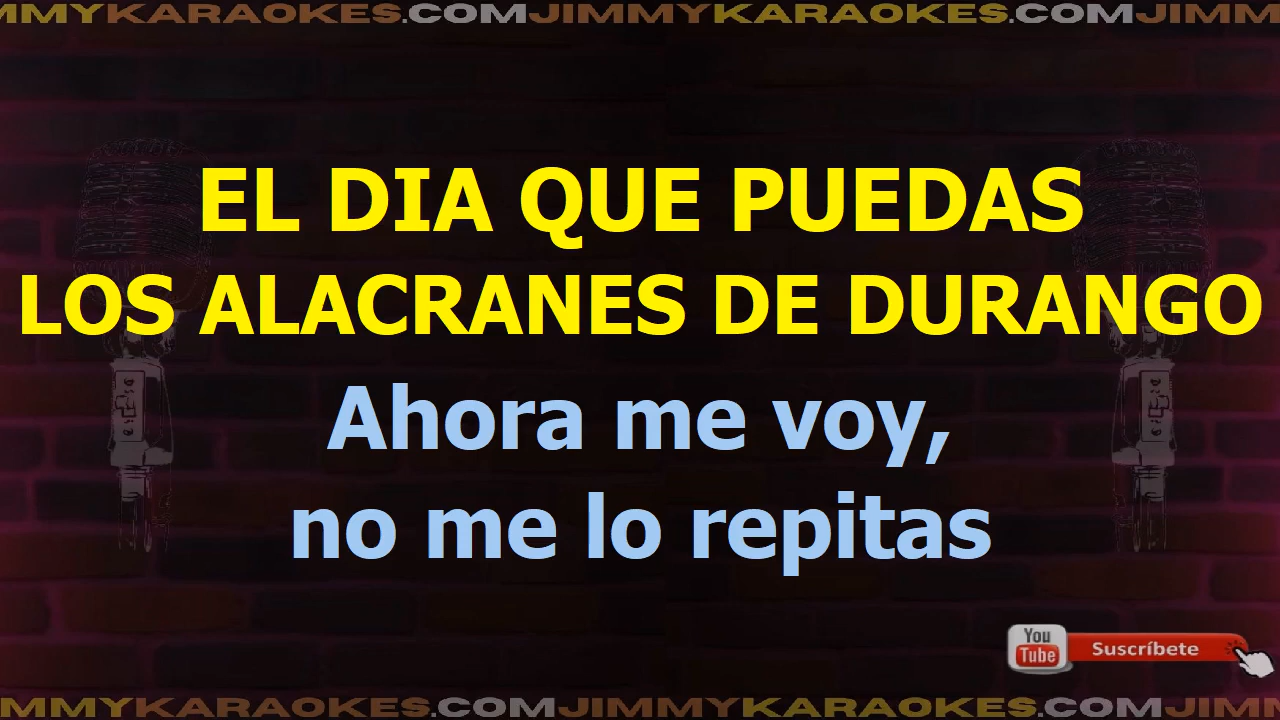 JIMMYKARAOKES.COMJIMMYKARAOKES.COMJIMM
EL DIA QUE PUEDAS
LOS ALACRANES DE DURANGO
Ahora me voy,
no me lo repitas
You
Tube
Suscríbete
MMYKARAOKES.COMJIMMYKARAOKES.COMJIMM